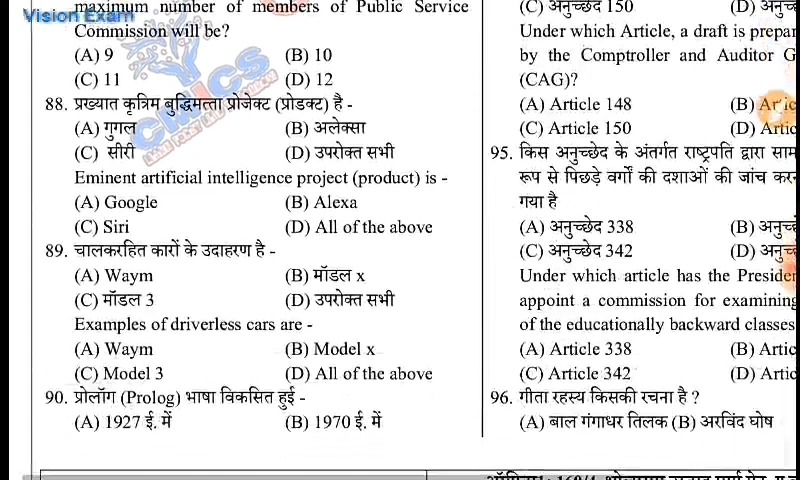 Vision Exam
maximum number of members of Public Service
Commission will be?
(A) 9 (B) 10
(C) 11 (D) 12
88. प्रख्यात कृत्रिम बुद्धिमत्ता प्रोजेक्ट (प्रोडक्ट) है -
(A) गुगल (B) अलेक्सा
(C) सीरी (D) उपरोक्त सभी
Eminent artificial intelligence project (product) is -
(A) Google (B) Alexa
(C) Siri (D) All of the above
89. चालकरहित कारों के उदाहरण है -
(A) Waym (B) मॉडल x
(C) मॉडल 3 (D) उपरोक्त सभी
Examples of driverless cars are -
(A) Waym (B) Model x
(C) Model 3 (D) All of the above
90. प्रोलॉग (Prolog) भाषा विकसित हुई -
(A) 1927 ई. में (B) 1970 ई. में
(C) अनुच्छेद 150 (D)
Under which Article, a draft is
by the Comptroller and Auditor
(CAG)?
(A) Article 148 (B)
(C) Article 150 (D)
95. किस अनुच्छेद के अंतर्गत राष्ट्रपति द्वारा
रूप से पिछड़े वर्गों की दशाओं की जांच
गया है
(A) अनुच्छेद 338 (B)
(C) अनुच्छेद 342 (D)
Under which article has the
appoint a commission for examining
of the educationally backward classes
(A) Article 338 (B)
(C) Article 342 (D)
96. गीता रहस्य किसकी रचना है ?
(A) बाल गंगाधर तिलक (B) अरविंद घोष
CMCS